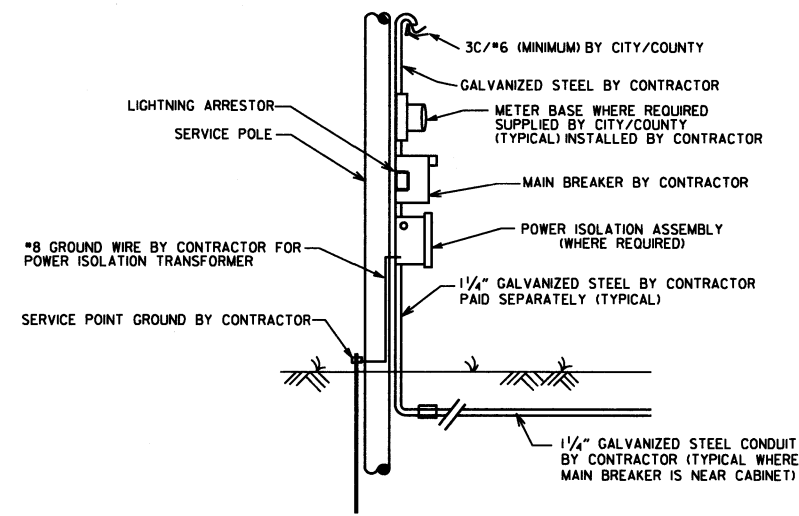 3C/#6 (MINIMUM) BY CITY/COUNTY
GALVANIZED STEEL BY CONTRACTOR
LIGHTNING ARRESTOR
METER BASE WHERE REQUIRED
SUPPLIED BY CITY/COUNTY
(TYPICAL) INSTALLED BY CONTRACTOR
SERVICE POLE
MAIN BREAKER BY CONTRACTOR
POWER ISOLATION ASSEMBLY
(WHERE REQUIRED)
#8 GROUND WIRE BY CONTRACTOR FOR
POWER ISOLATION TRANSFORMER
1 1/4" GALVANIZED STEEL BY CONTRACTOR
PAID SEPARATELY (TYPICAL)
SERVICE POINT GROUND BY CONTRACTOR
1 1/4" GALVANIZED STEEL CONDUIT
BY CONTRACTOR (TYPICAL WHERE
MAIN BREAKER IS NEAR CABINET)